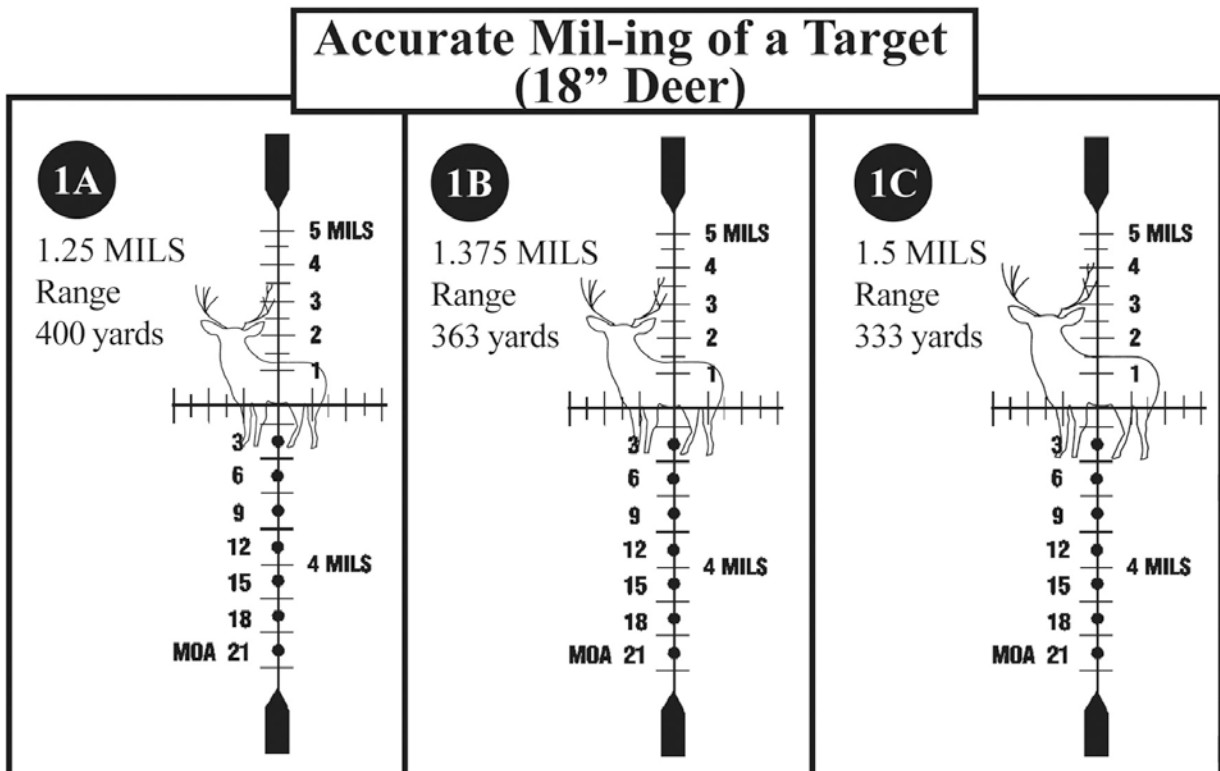 Accurate Mil-ing of a Target
(18” Deer)
1A
1.25 MILS
Range
400 yards
5 MILS
4
3
2
1
3
6
9
12
4 MIL$
15
18
MOA 21
1B
1.375 MILS
Range
363 yards
5 MILS
4
3
2
1
3
6
9
12
4 MIL$
15
18
MOA 21
1C
1.5 MILS
Range
333 yards
5 MILS
4
3
2
1
3
6
9
12
4 MIL$
15
18
MOA 21